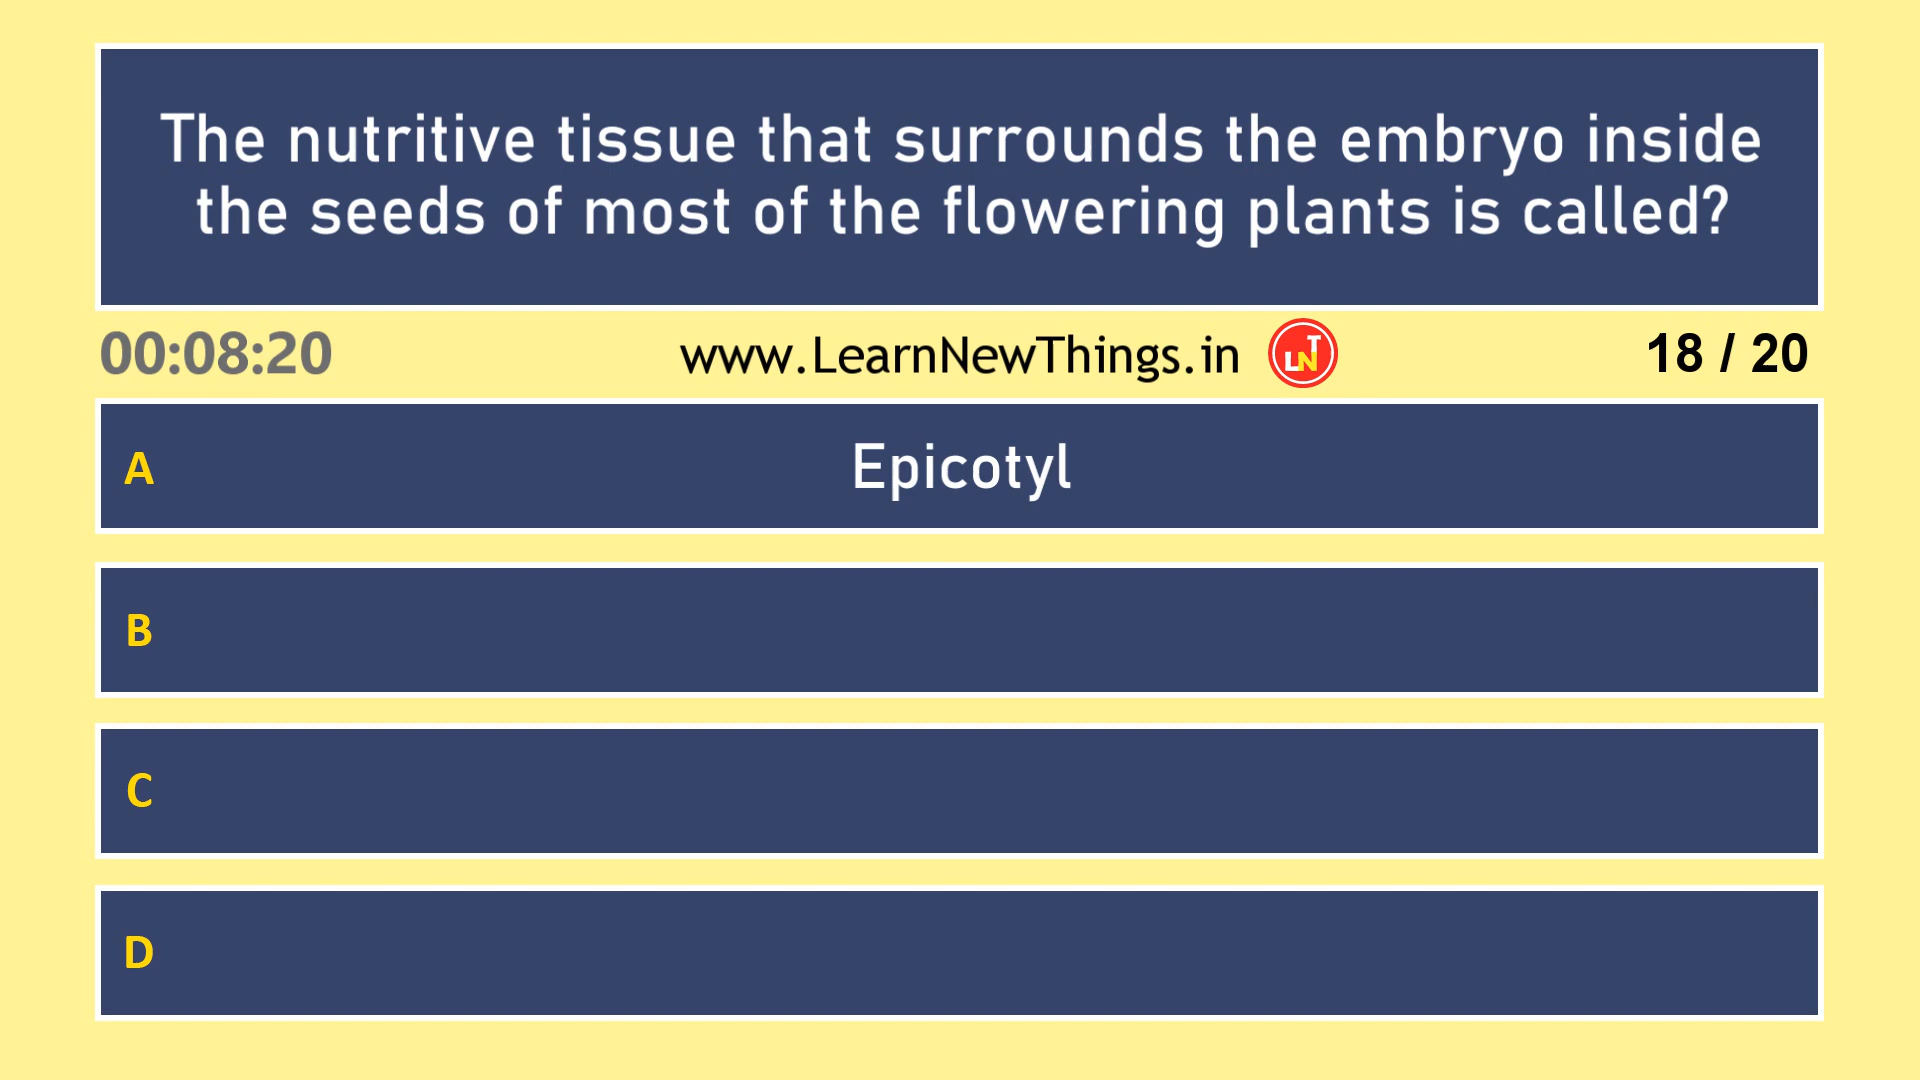 The nutritive tissue that surrounds the embryo inside
the seeds of most of the flowering plants is called?
00:08:20
www.LearnNewThings.in
LNT
18 / 20
A
Epicotyl
B
C
D